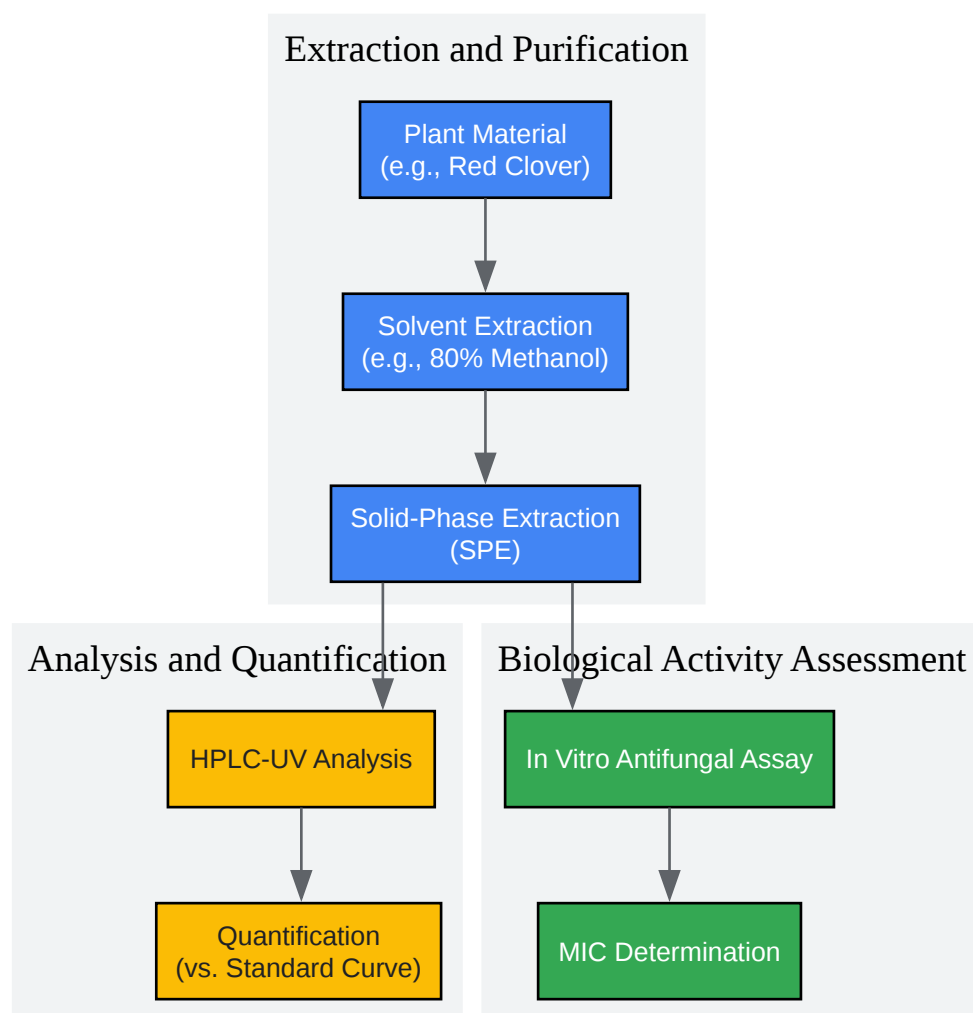 Extraction and Purification
Plant Material
(e.g., Red Clover)
Solvent Extraction
(e.g., 80% Methanol)
Solid-Phase Extraction
(SPE)
Analysis and Quantification
HPLC-UV Analysis
Quantification
(vs. Standard Curve)
Biological Activity Assessment
In Vitro Antifungal Assay
MIC Determination